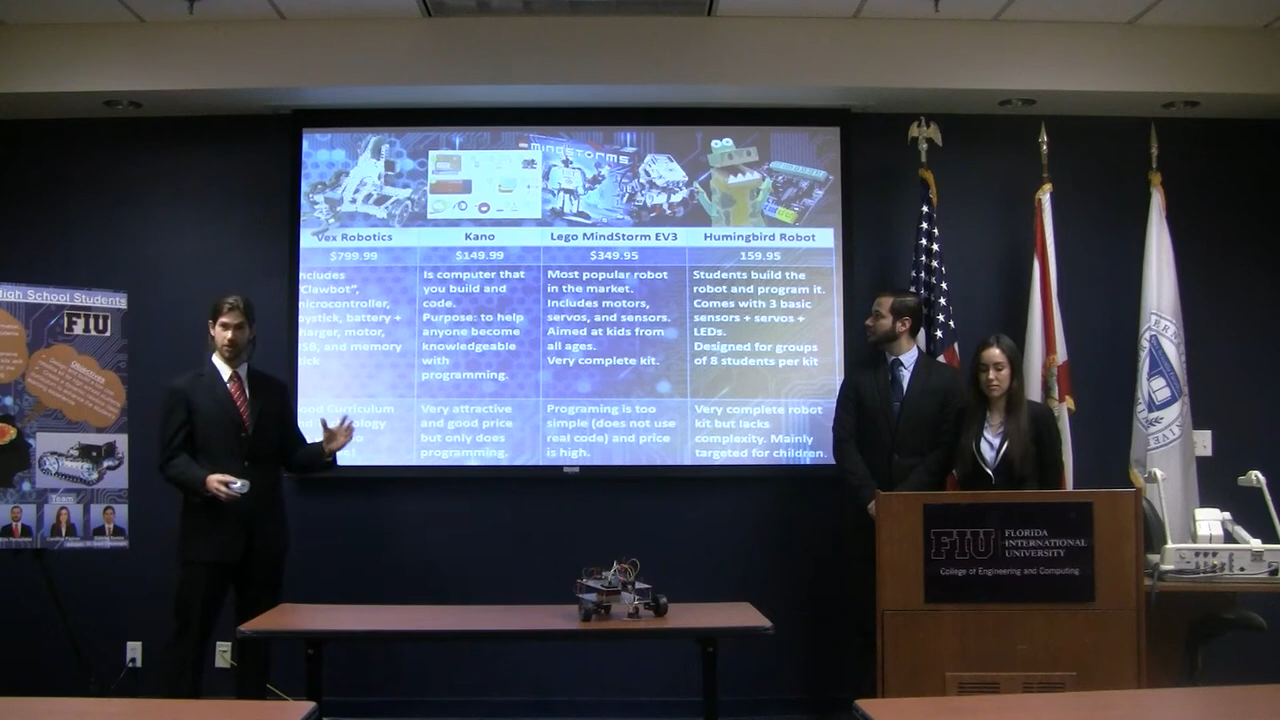 MINDSTORMS
Vex Robotics
Kano
Lego MindStorm EV3
Humingbird Robot
$799.99
$149.99
$349.95
159.95
ncludes
"Clawbot",
microcontroller,
oystick, battery +
harger, motor,
SB, and memory
tick
Is computer that
you build and
code.
Purpose: to help
anyone become
knowledgeable
with
programming.
Most popular robot
in the market.
Includes motors,
servos, and sensors.
Aimed at kids from
all ages.
Very complete kit.
Students build the
robot and program it.
Comes with 3 basic
sensors + servos +
LEDs.
Designed for groups
of 8 students per kit
ood Curriculum
Very attractive
and good price
but only does
programming.
Programing is too
simple (does not use
real code) and price
is high.
Very complete robot
kit but lacks
complexity. Mainly
targeted for children.
High School Students
FIU
Objectives
Team
FIU FLORIDA
INTERNATIONAL
UNIVERSITY
College of Engineering and Computing